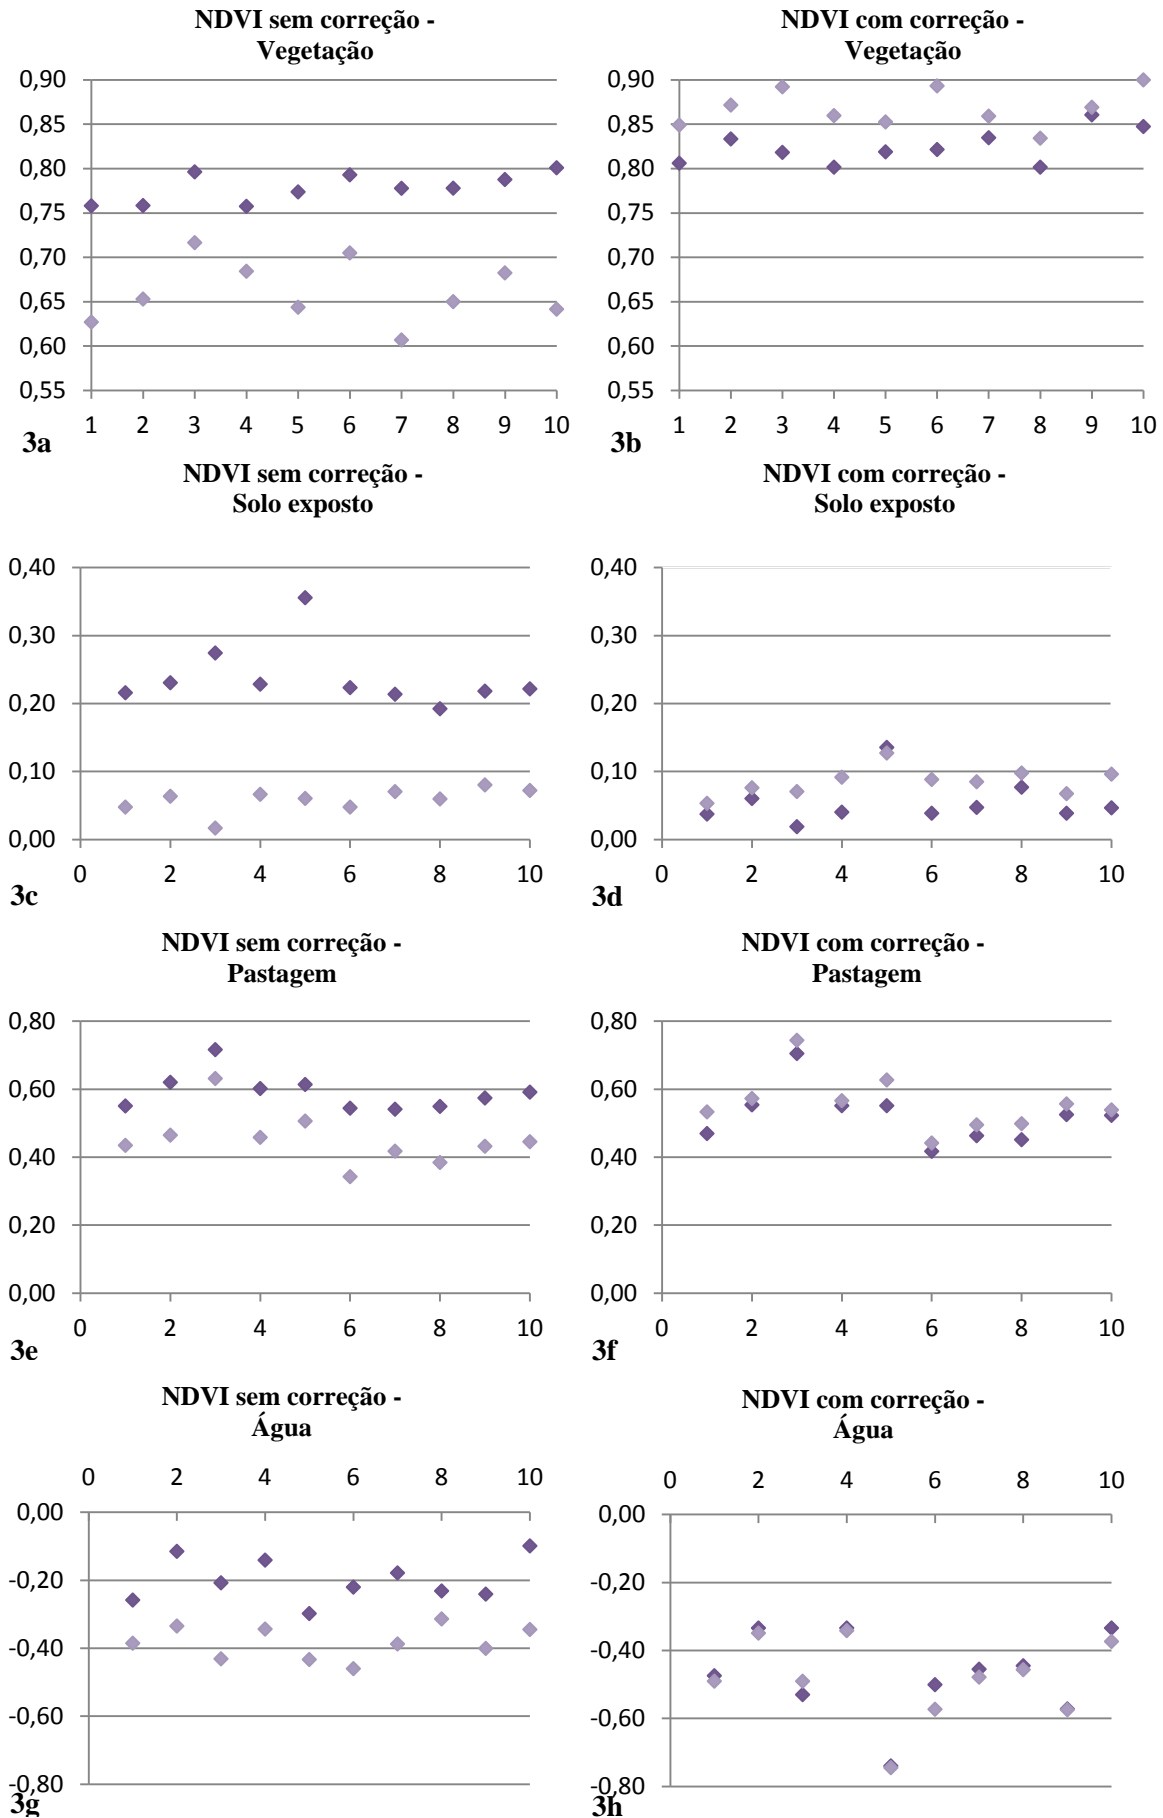 NDVI sem correção -
Vegetação
0,90
0,85
0,80
0,75
0,70
0,65
0,60
0,55
1 2 3 4 5 6 7 8 9 10
3a
NDVI com correção -
Vegetação
0,90
0,85
0,80
0,75
0,70
0,65
0,60
0,55
1 2 3 4 5 6 7 8 9 10
3b
NDVI sem correção -
Solo exposto
0,40
0,30
0,20
0,10
0,00
0 2 4 6 8 10
3c
NDVI com correção -
Solo exposto
0,40
0,30
0,20
0,10
0,00
0 2 4 6 8 10
3d
NDVI sem correção -
Pastagem
0,80
0,60
0,40
0,20
0,00
0 2 4 6 8 10
3e
NDVI com correção -
Pastagem
0,80
0,60
0,40
0,20
0,00
0 2 4 6 8 10
3f
NDVI sem correção -
Água
0 2 4 6 8 10
0,00
-0,20
-0,40
-0,60
-0,80
3g
NDVI com correção -
Água
0 2 4 6 8 10
0,00
-0,20
-0,40
-0,60
-0,80
3h